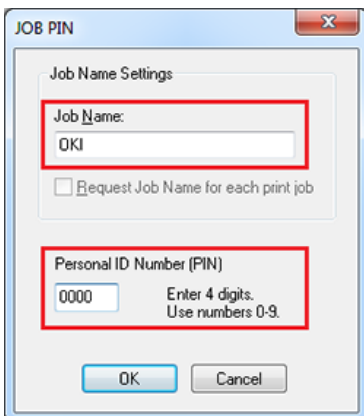 JOB PIN
Job Name Settings
Job Name:
OKI
Request Job Name for each print job
Personal ID Number (PIN)
0000
Enter 4 digits.
Use numbers 0-9.
OK
Cancel